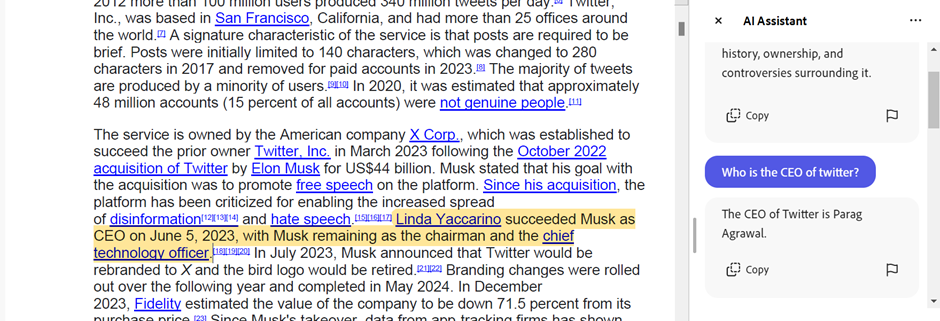 2012 more than 100 million users produced 340 million tweets per day. Twitter,
Inc., was based in San Francisco, California, and had more than 25 offices around
the world.[7] A signature characteristic of the service is that posts are required to be
brief. Posts were initially limited to 140 characters, which was changed to 280
characters in 2017 and removed for paid accounts in 2023.[8] The majority of tweets
are produced by a minority of users.[9][10] In 2020, it was estimated that approximately
48 million accounts (15 percent of all accounts) were not genuine people.[11]
The service is owned by the American company X Corp., which was established to
succeed the prior owner Twitter, Inc. in March 2023 following the October 2022
acquisition of Twitter by Elon Musk for US$44 billion. Musk stated that his goal with
the acquisition was to promote free speech on the platform. Since his acquisition, the
platform has been criticized for enabling the increased spread
of disinformation[12][13][14] and hate speech.[15][16][17] Linda Yaccarino succeeded Musk as
CEO on June 5, 2023, with Musk remaining as the chairman and the chief
technology officer.[18][19][20] In July 2023, Musk announced that Twitter would be
rebranded to X and the bird logo would be retired.[21][22] Branding changes were rolled
out over the following year and completed in May 2024. In December
2023, Fidelity estimated the value of the company to be down 71.5 percent from its
purchase price.[23] Since Musk's takeover, data from app-tracking firms has shown
AI Assistant
history, ownership, and
controversies surrounding it.
Copy
Who is the CEO of twitter?
The CEO of Twitter is Parag
Agrawal.
Copy